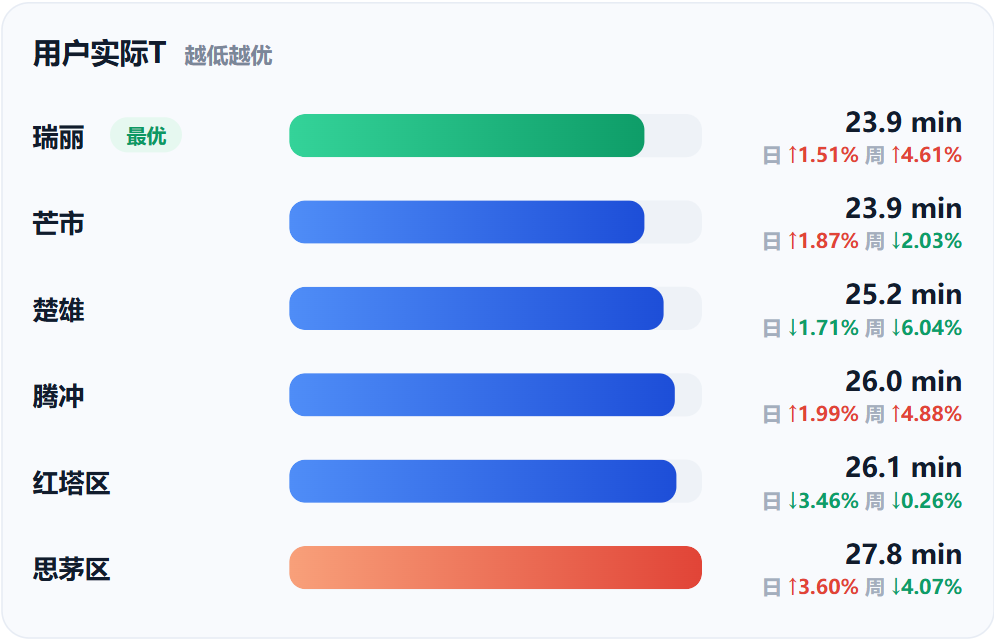 用户实际T 越低越优
瑞丽 最优 23.9 min
日 ↑1.51% 周 ↑4.61%
芒市 23.9 min
日 ↑1.87% 周 ↓2.03%
楚雄 25.2 min
日 ↓1.71% 周 ↓6.04%
腾冲 26.0 min
日 ↑1.99% 周 ↑4.88%
红塔区 26.1 min
日 ↓3.46% 周 ↓0.26%
思茅区 27.8 min
日 ↑3.60% 周 ↓4.07%